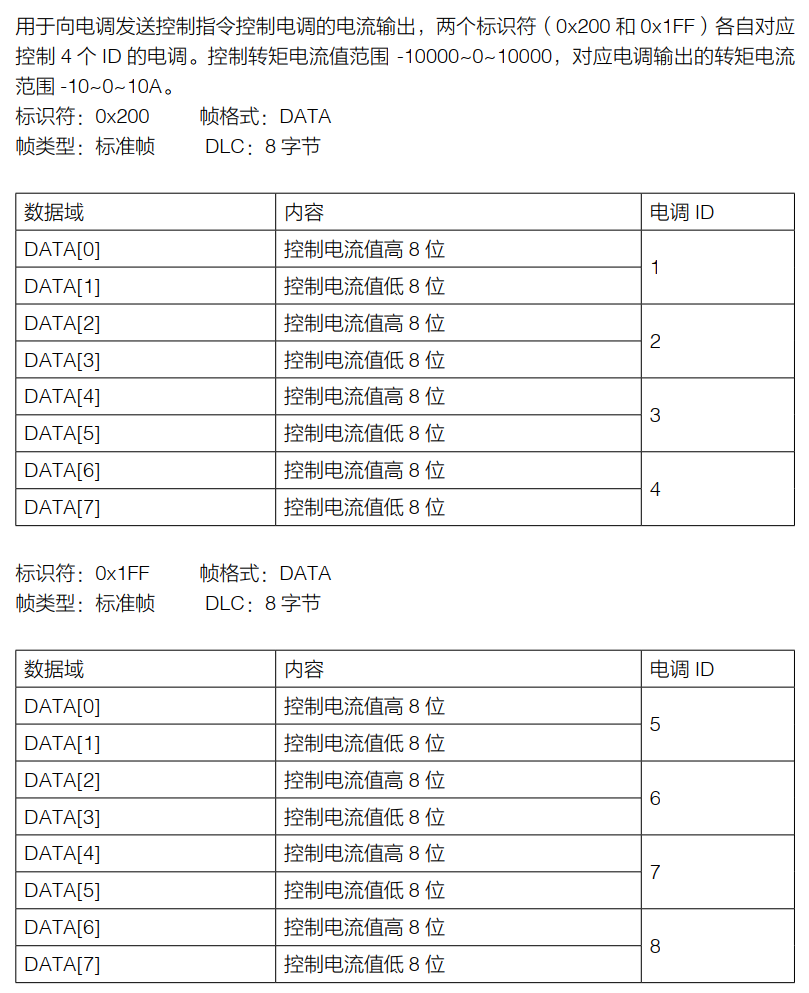 用于向电调发送控制指令控制电调的电流输出，两个标识符（0x200 和 0x1FF）各自对应
控制 4 个 ID 的电调。控制转矩电流值范围 -10000~0~10000，对应电调输出的转矩电流
范围 -10~0~10A。
标识符：0x200 帧格式：DATA
帧类型：标准帧 DLC：8 字节
数据域 内容 电调 ID
DATA[0] 控制电流值高 8 位
1
DATA[1] 控制电流值低 8 位
DATA[2] 控制电流值高 8 位
2
DATA[3] 控制电流值低 8 位
DATA[4] 控制电流值高 8 位
3
DATA[5] 控制电流值低 8 位
DATA[6] 控制电流值高 8 位
4
DATA[7] 控制电流值低 8 位
标识符：0x1FF 帧格式：DATA
帧类型：标准帧 DLC：8 字节
数据域 内容 电调 ID
DATA[0] 控制电流值高 8 位
5
DATA[1] 控制电流值低 8 位
DATA[2] 控制电流值高 8 位
6
DATA[3] 控制电流值低 8 位
DATA[4] 控制电流值高 8 位
7
DATA[5] 控制电流值低 8 位
DATA[6] 控制电流值高 8 位
8
DATA[7] 控制电流值低 8 位